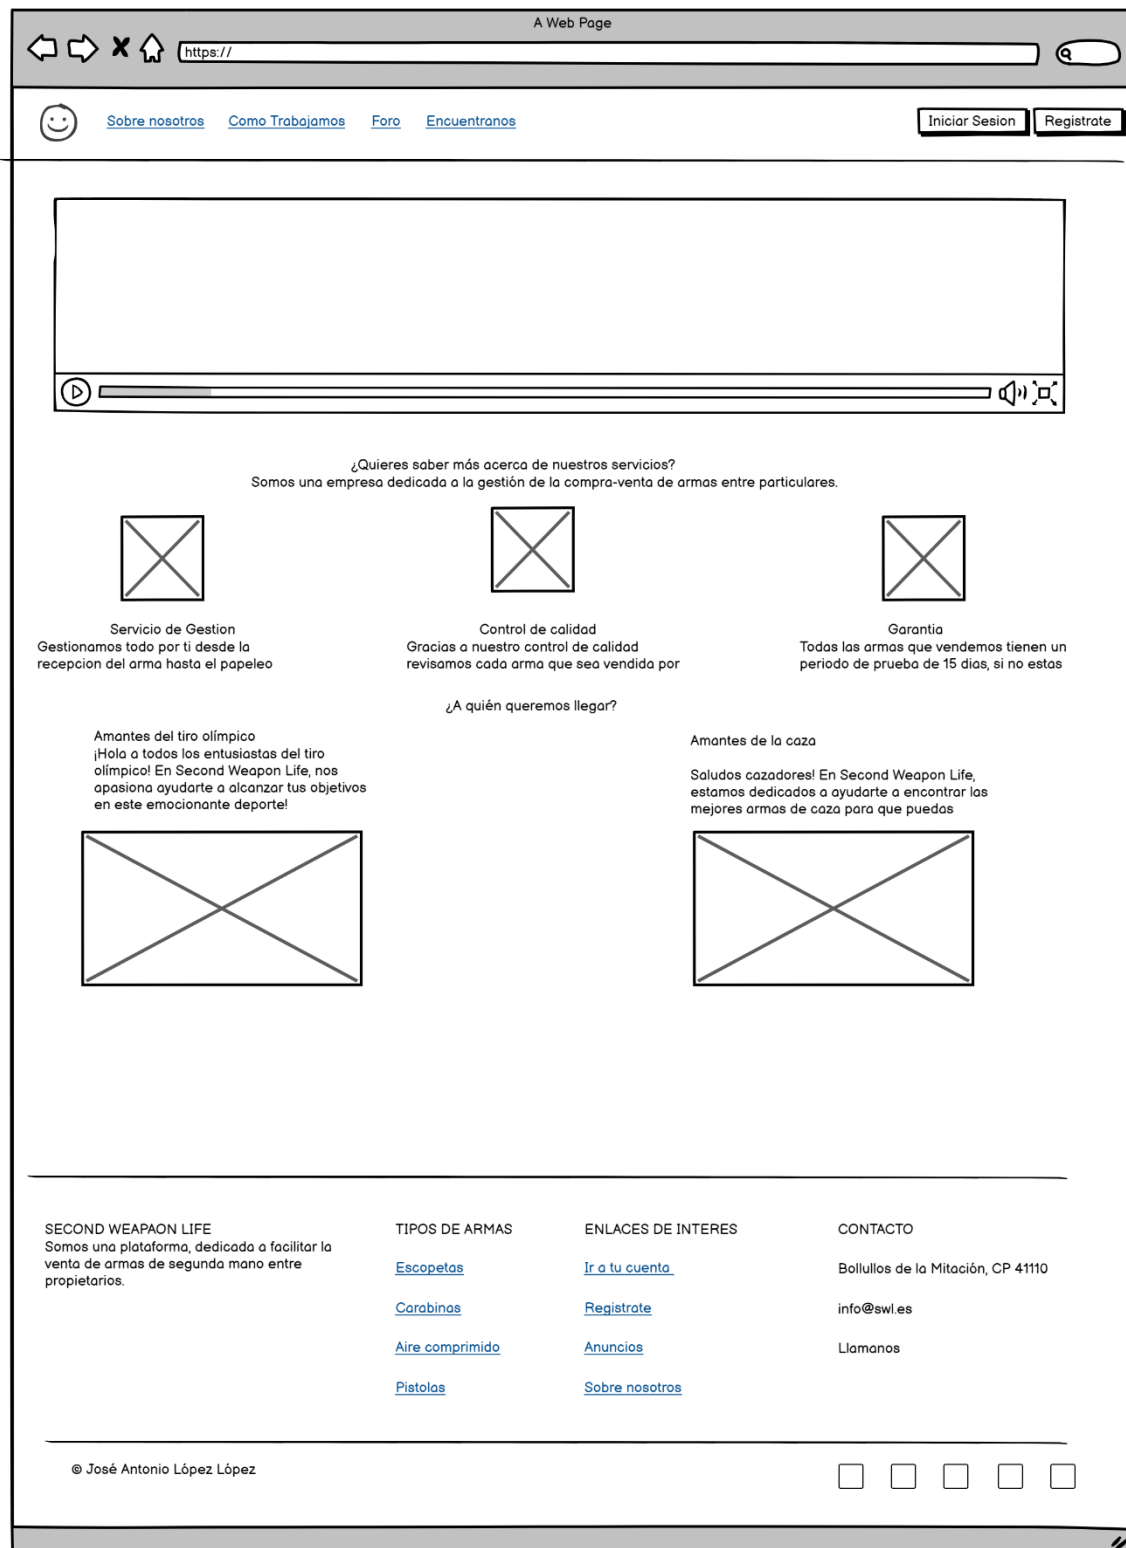 A Web Page
https://
Sobre nosotros
Como Trabajamos
Foro
Encuentranos
Iniciar Sesion
Registrate
¿Quieres saber más acerca de nuestros servicios?
Somos una empresa dedicada a la gestión de la compra-venta de armas entre particulares.
Servicio de Gestion
Gestionamos todo por ti desde la
recepcion del arma hasta el papeleo
Control de calidad
Gracias a nuestro control de calidad
revisamos cada arma que sea vendida por
Garantia
Todas las armas que vendemos tienen un
periodo de prueba de 15 dias, si no estas
¿A quién queremos llegar?
Amantes del tiro olímpico
¡Hola a todos los entusiastas del tiro
olímpico! En Second Weapon Life, nos
apasiona ayudarte a alcanzar tus objetivos
en este emocionante deporte!
Amantes de la caza
Saludos cazadores! En Second Weapon Life,
estamos dedicados a ayudarte a encontrar las
mejores armas de caza para que puedas
SECOND WEAPAON LIFE
Somos una plataforma, dedicada a facilitar la
venta de armas de segunda mano entre
propietarios.
TIPOS DE ARMAS
Escopetas
Carabinas
Aire comprimido
Pistolas
ENLACES DE INTERES
Ir a tu cuenta
Registrate
Anuncios
Sobre nosotros
CONTACTO
Bollullos de la Mitación, CP 41110
info@swl.es
Llamanos
© José Antonio López López